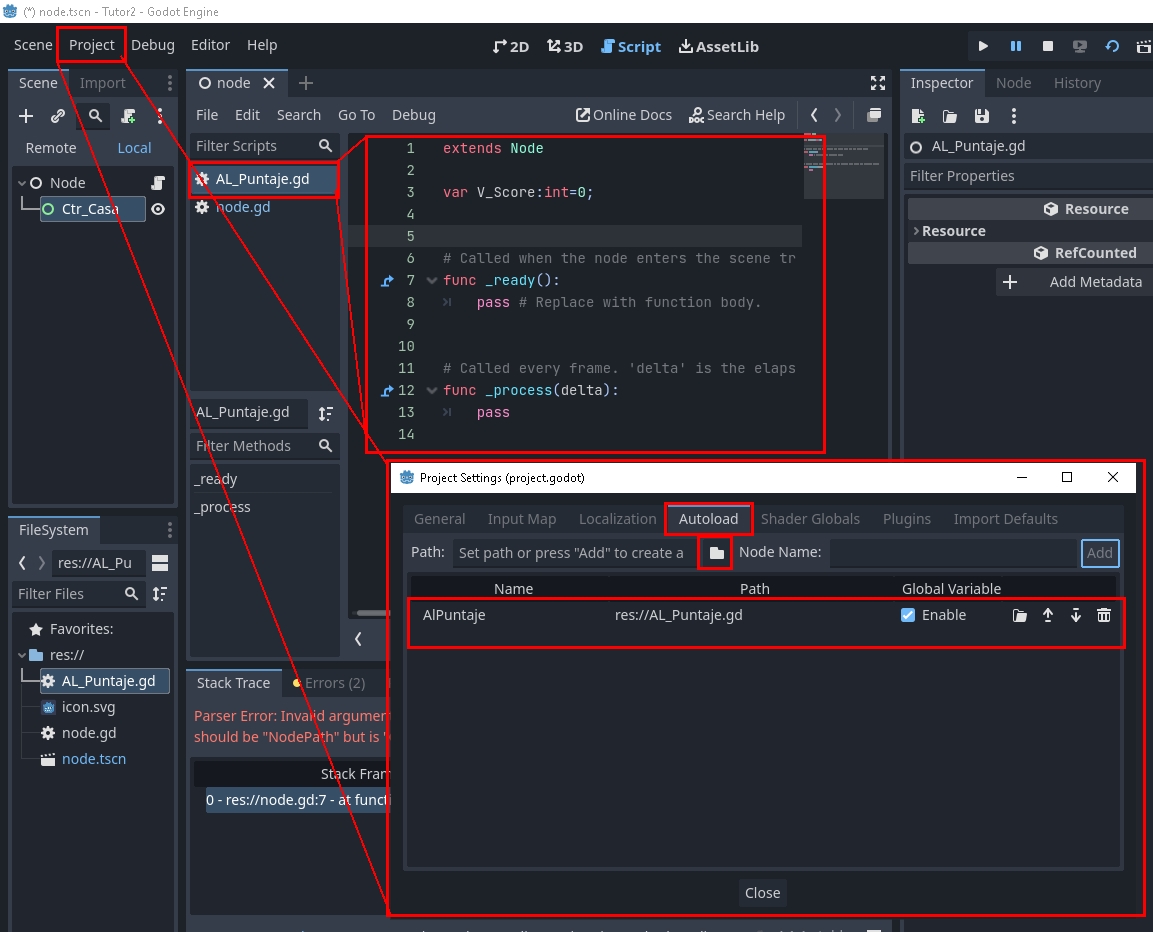 (*) node.tscn - Tutor2 - Godot Engine
Scene Project Debug Editor Help
2D 3D Script AssetLib
Scene Import
node
Inspector Node History
File Edit Search Go To Debug
Online Docs Search Help
Remote Local
Filter Scripts
AL_Puntaje.gd
Node
AL_Puntaje.gd
Filter Properties
Ctr_Casa
node.gd
Resource
Resource
RefCounted
Add Metadata
1 extends Node
2
3 var V_Score:int=0;
4
5
6 # Called when the node enters the scene tr
7 func _ready():
8 pass # Replace with function body.
9
10
11 # Called every frame. 'delta' is the elaps
12 func _process(delta):
13 pass
14
AL_Puntaje.gd
Filter Methods
_ready
_process
FileSystem
res://AL_Pu
Filter Files
Favorites:
res://
AL_Puntaje.gd
icon.svg
node.gd
node.tscn
Stack Trace Errors (2)
Parser Error: Invalid argumen
should be "NodePath" but is
Stack Fram
0 - res://node.gd:7 - at functi
Project Settings (project.godot)
General Input Map Localization Autoload Shader Globals Plugins Import Defaults
Path: Set path or press "Add" to create a Node Name: Add
Name Path Global Variable
AlPuntaje res://AL_Puntaje.gd Enable
Close